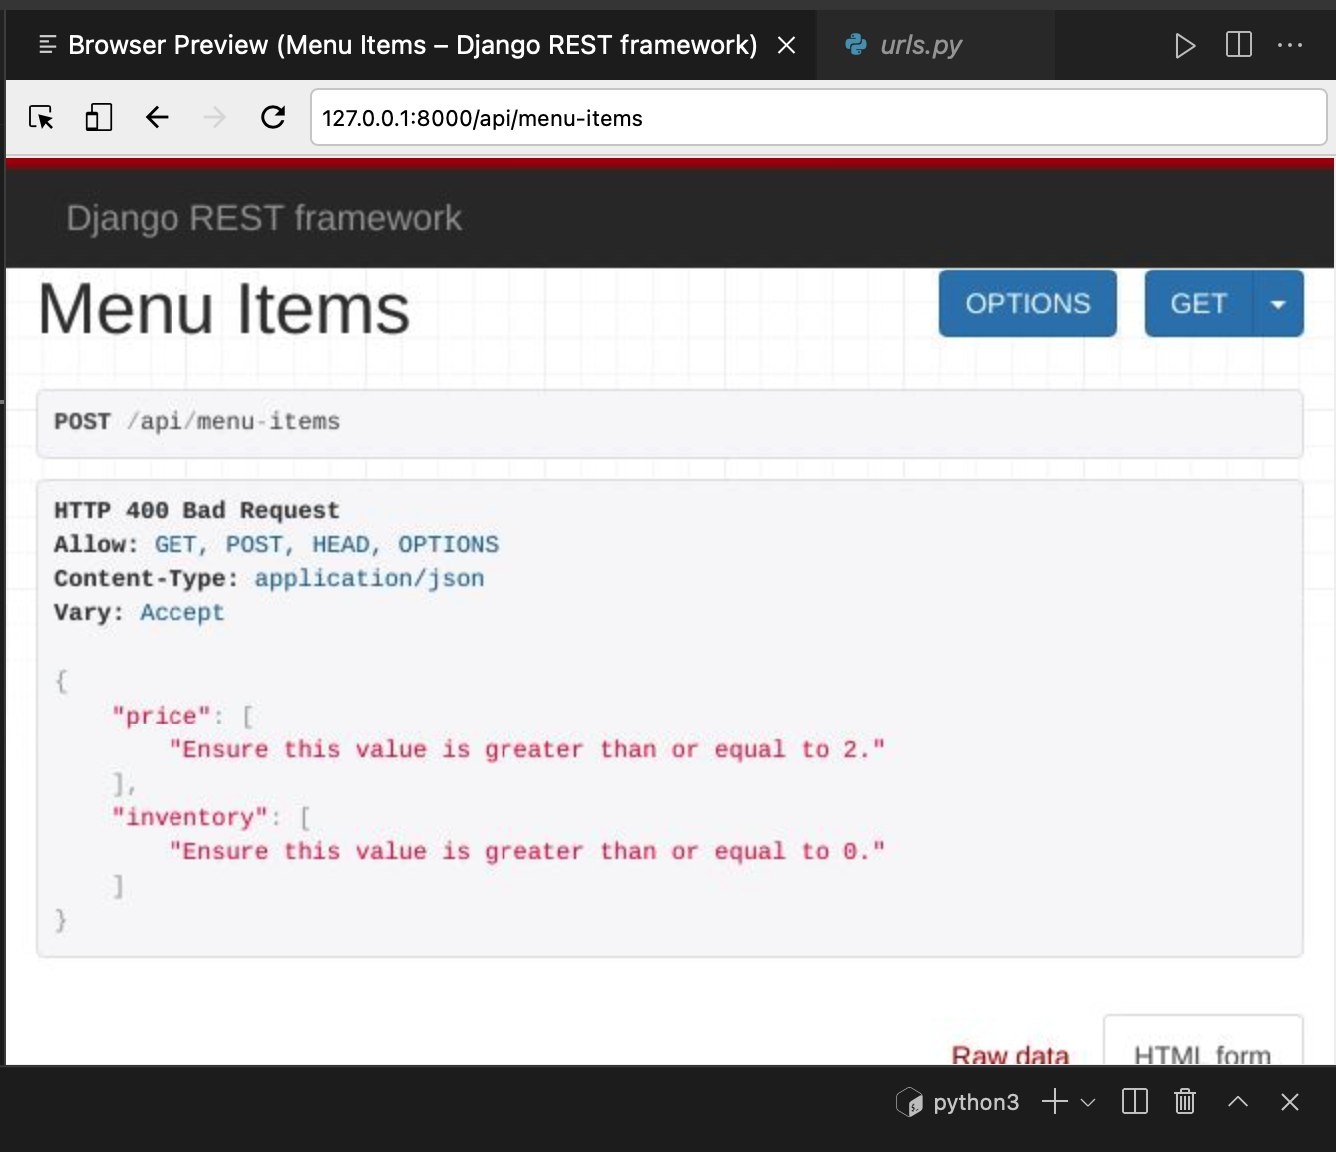 Browser Preview (Menu Items – Django REST framework)
urls.py
127.0.0.1:8000/api/menu-items
Django REST framework
Menu Items
OPTIONS
GET
POST /api/menu-items
HTTP 400 Bad Request
Allow: GET, POST, HEAD, OPTIONS
Content-Type: application/json
Vary: Accept
{
    "price": [
        "Ensure this value is greater than or equal to 2."
    ],
    "inventory": [
        "Ensure this value is greater than or equal to 0."
    ]
}
Raw data
HTML form
python3